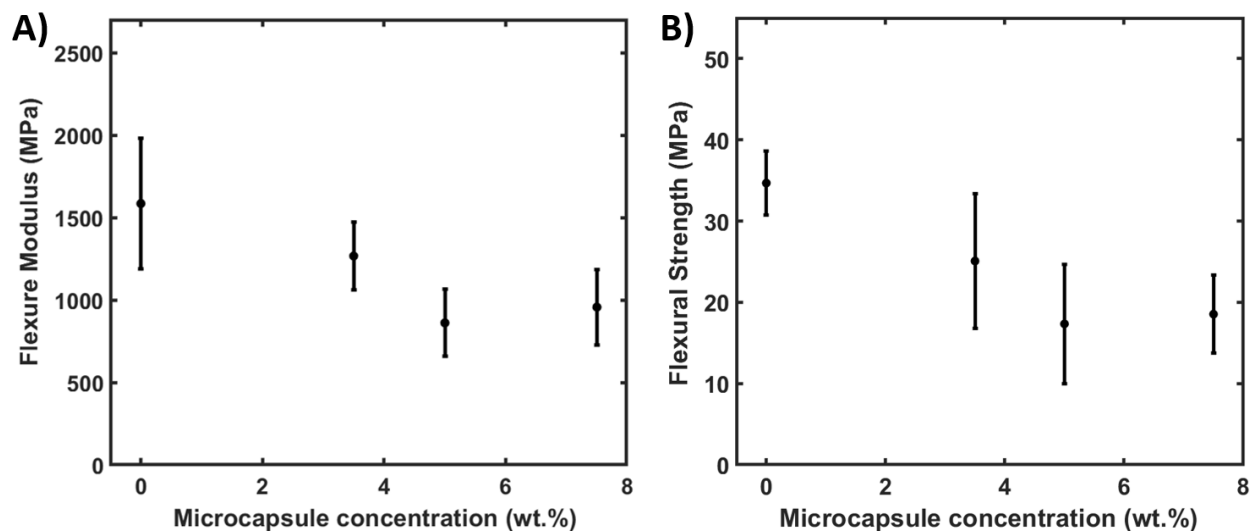 A)
Flexure Modulus (MPa)
2500
2000
1500
1000
500
0
0 2 4 6 8
Microcapsule concentration (wt.%)
B)
Flexural Strength (MPa)
50
40
30
20
10
0
0 2 4 6 8
Microcapsule concentration (wt.%)